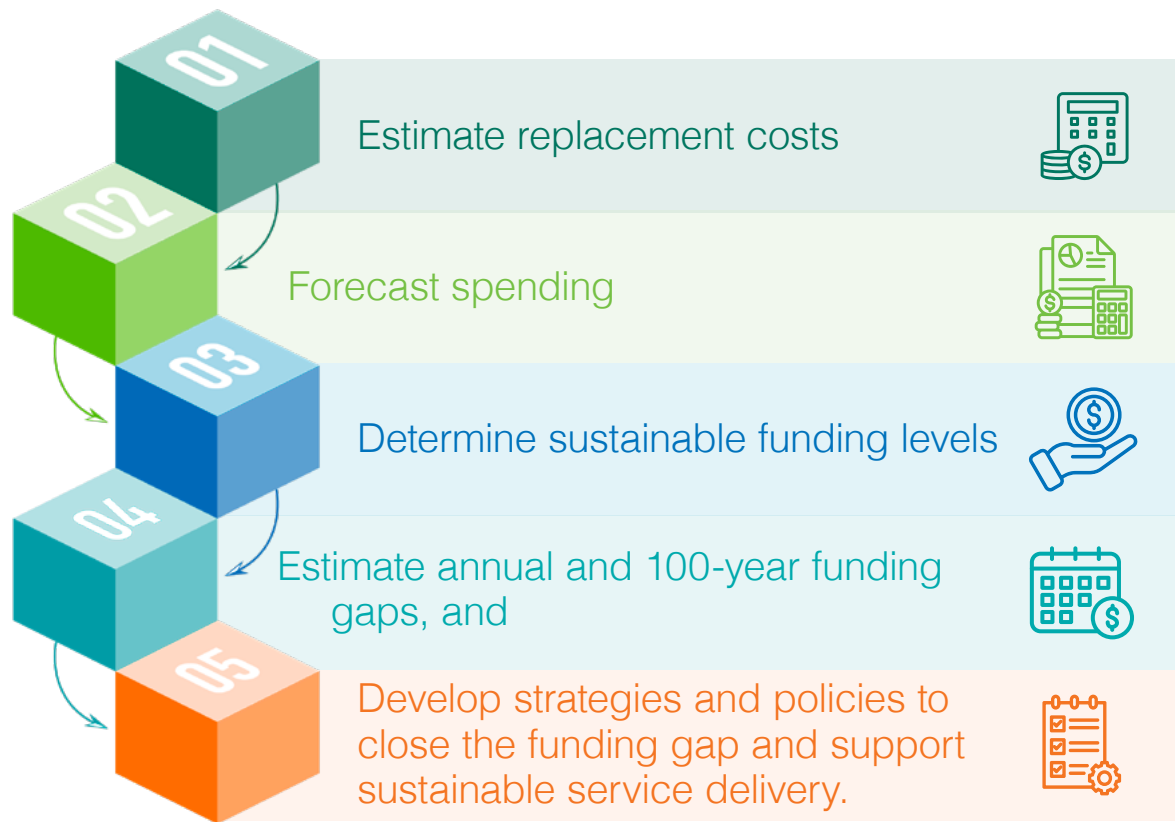 01
Estimate replacement costs
$
02
Forecast spending
$
03
Determine sustainable funding levels
$
04
Estimate annual and 100-year funding
gaps, and
$
05
Develop strategies and policies to
close the funding gap and support
sustainable service delivery.